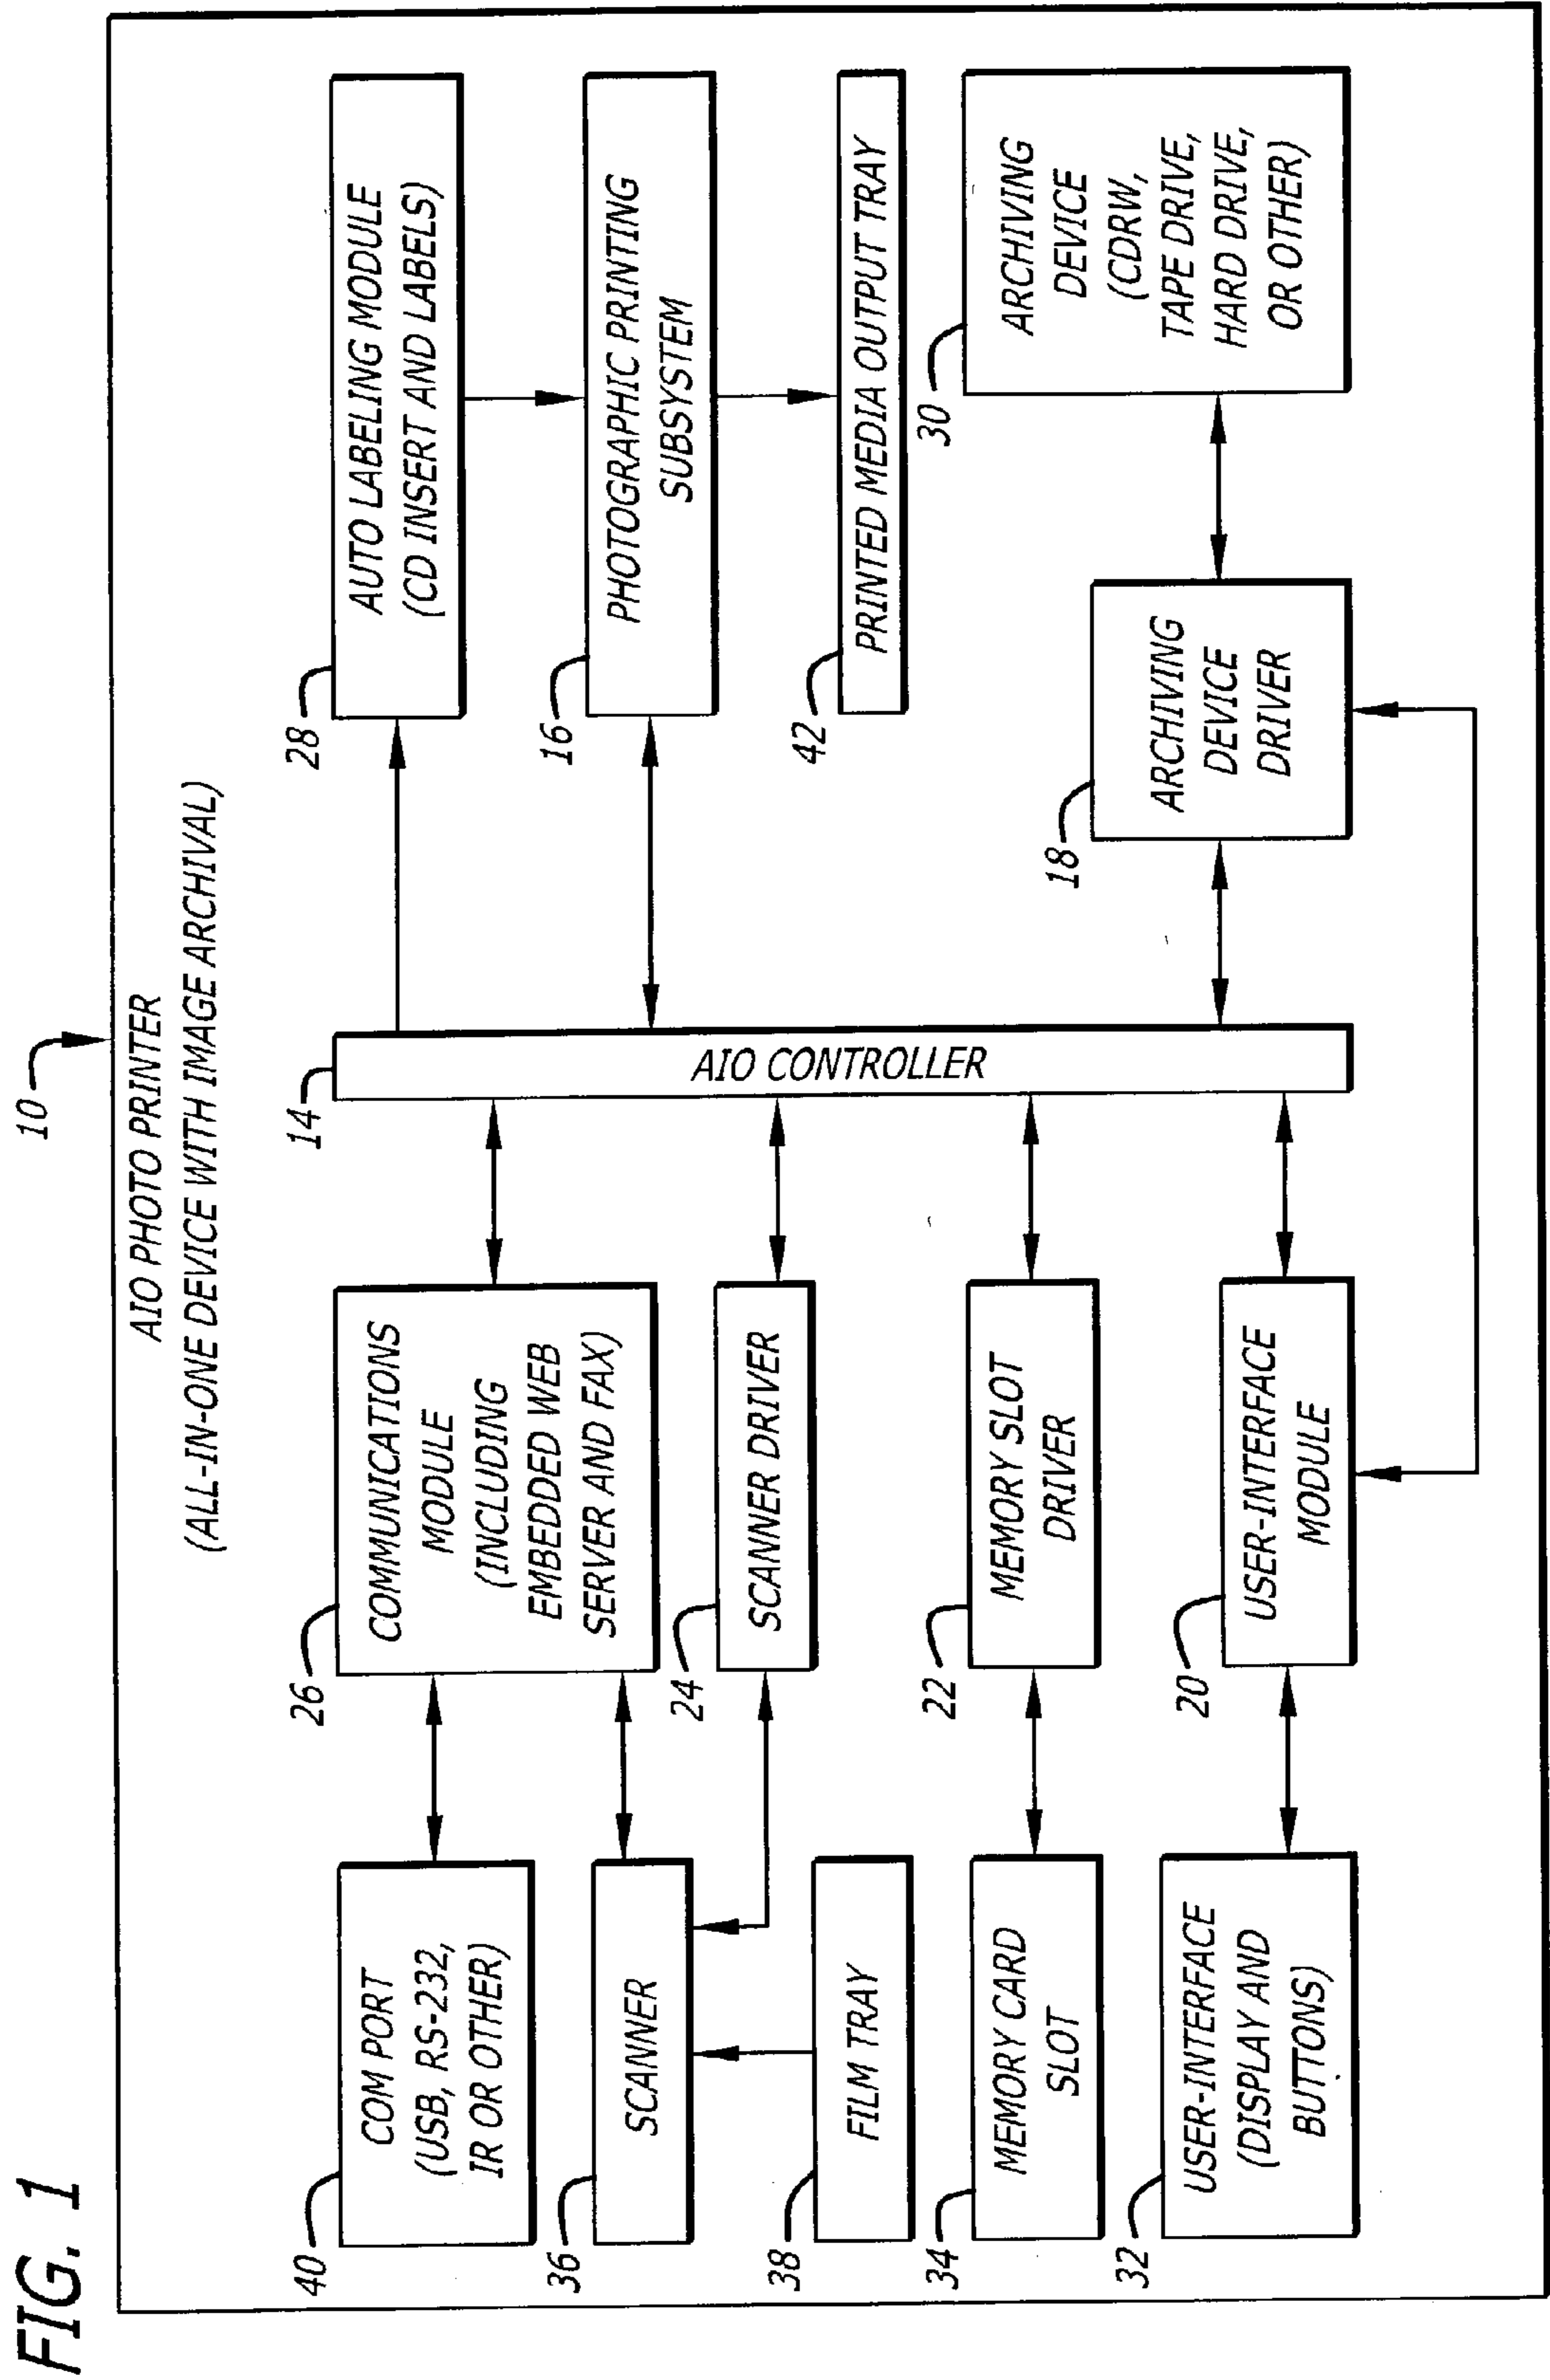 FIG. 1
10
AIO PHOTO PRINTER
(ALL-IN-ONE DEVICE WITH IMAGE ARCHIVAL)
40
COM PORT
(USB, RS-232,
IR OR OTHER)
36
SCANNER
38
FILM TRAY
34
MEMORY CARD
SLOT
32
USER-INTERFACE
(DISPLAY AND
BUTTONS)
26
COMMUNICATIONS
MODULE
(INCLUDING
EMBEDDED WEB
SERVER AND FAX)
24
SCANNER DRIVER
22
MEMORY SLOT
DRIVER
20
USER-INTERFACE
MODULE
14
AIO CONTROLLER
28
AUTO LABELING MODULE
(CD INSERT AND LABELS)
16
PHOTOGRAPHIC PRINTING
SUBSYSTEM
42
PRINTED MEDIA OUTPUT TRAY
18
ARCHIVING
DEVICE
DRIVER
30
ARCHIVING
DEVICE
(CDRW,
TAPE DRIVE,
HARD DRIVE,
OR OTHER)